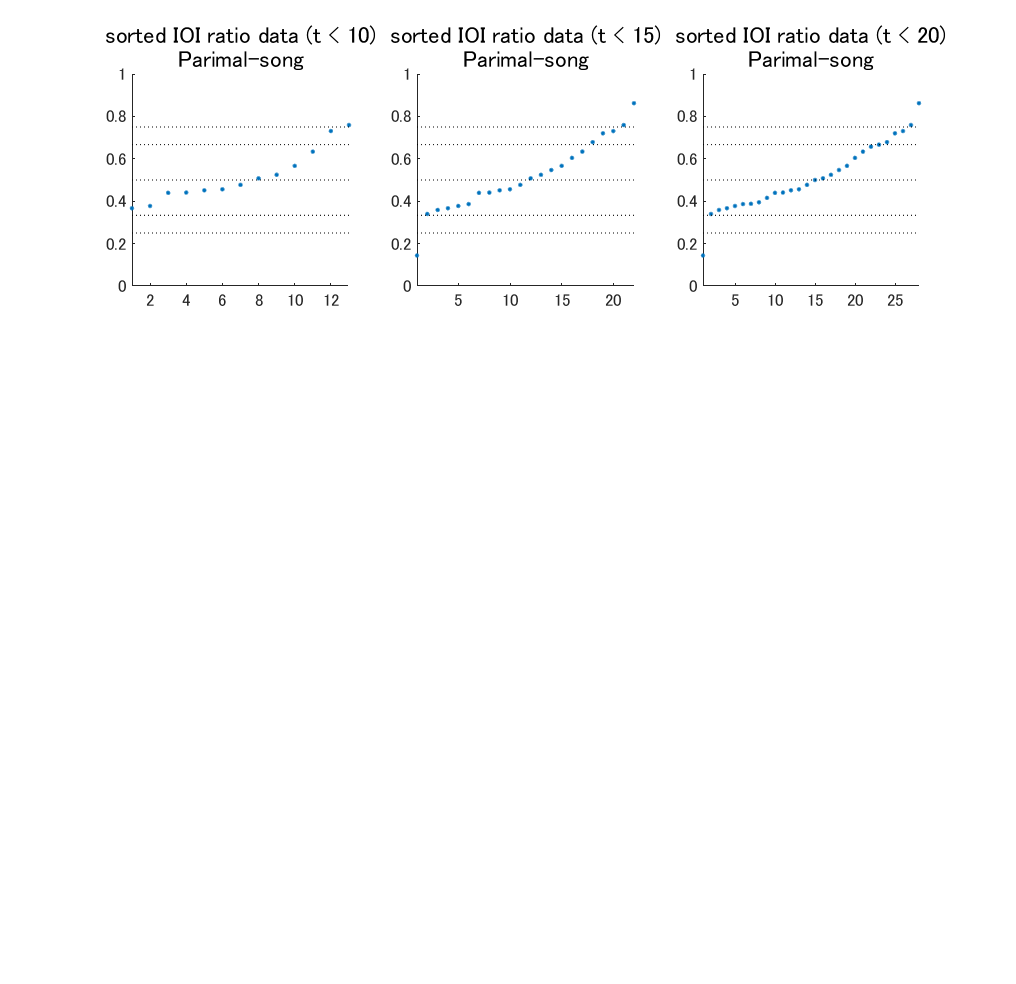 sorted IOI ratio data (t < 10)
Parimal-song
1
0.8
0.6
0.4
0.2
0
2 4 6 8 10 12
sorted IOI ratio data (t < 15)
Parimal-song
1
0.8
0.6
0.4
0.2
0
5 10 15 20
sorted IOI ratio data (t < 20)
Parimal-song
1
0.8
0.6
0.4
0.2
0
5 10 15 20 25